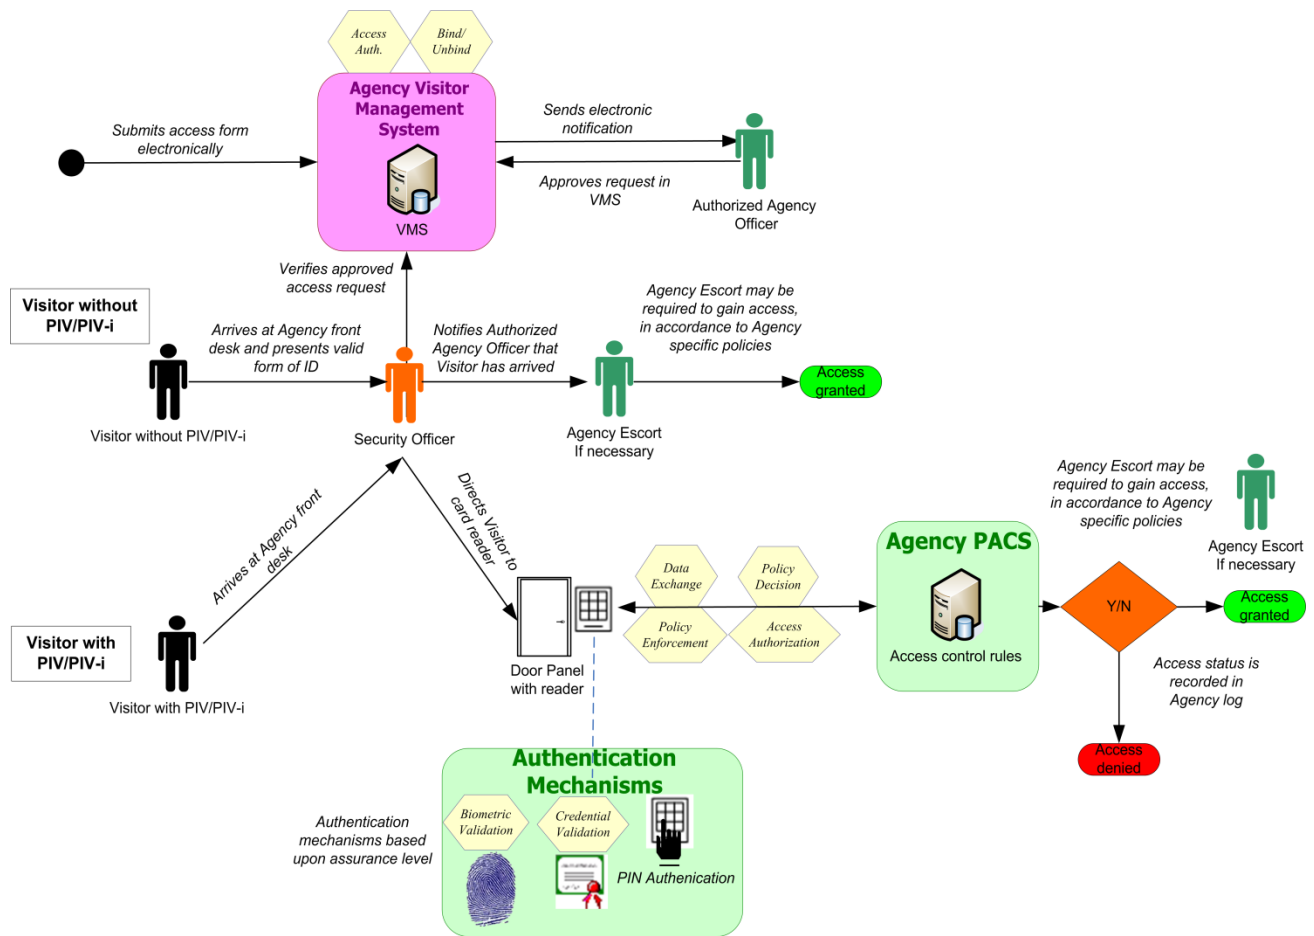 Access
Auth.
Bind/
Unbind
Agency Visitor
Management
System
VMS
Submits access form
electronically
Sends electronic
notification
Approves request in
VMS
Authorized Agency
Officer
Verifies approved
access request
Visitor without
PIV/PIV-i
Arrives at Agency front
desk and presents valid
form of ID
Notifies Authorized
Agency Officer that
Visitor has arrived
Agency Escort may be
required to gain access,
in accordance to Agency
specific policies
Access
granted
Visitor without PIV/PIV-i
Security Officer
Agency Escort
If necessary
Arrives at Agency front
desk
Directs Visitor to
card reader
Visitor with
PIV/PIV-i
Visitor with PIV/PIV-i
Door Panel
with reader
Data
Exchange
Policy
Decision
Policy
Enforcement
Access
Authorization
Agency PACS
Access control rules
Agency Escort may be
required to gain access,
in accordance to Agency
specific policies
Agency Escort
If necessary
Y/N
Access
granted
Access status is
recorded in
Agency log
Access
denied
Authentication
Mechanisms
Authentication
mechanisms based
upon assurance level
Biometric
Validation
Credential
Validation
PIN Authenication